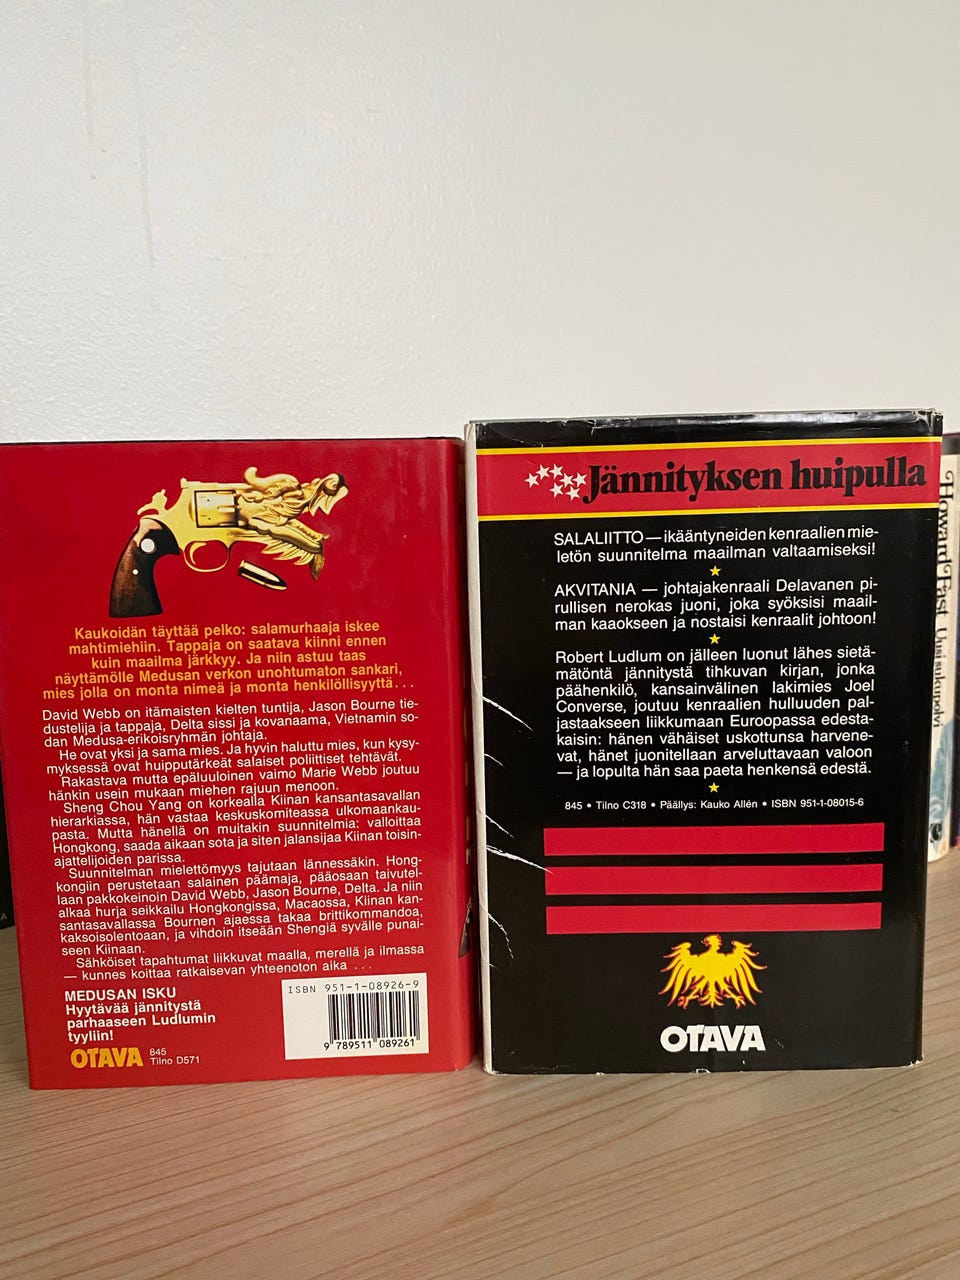 Kaukoidän täyttää pelko: salamurhaaja iskee
mahtimiehiin. Tappaja on saatava kiinni ennen
kuin maailma järkkyy. Ja niin astuu taas
näyttämölle Medusan verkon unohtumaton sankari,
mies jolla on monta nimeä ja monta henkilöllisyyttä . . .
David Webb on itämaisten kielten tuntija, Jason Bourne tie-
dustelija ja tappaja, Delta sissi ja kovanaama, Vietnamin so-
dan Medusa-erikoisryhmän johtaja.
He ovat yksi ja sama mies. Ja hyvin haluttu mies, kun kysy-
myksessä ovat huipputärkeät salaiset poliittiset tehtävät.
Rakastava mutta epäluuloinen vaimo Marie Webb joutuu
hänkin usein mukaan miehen rajuun menoon.
Sheng Chou Yang on korkealla Kiinan kansantasavallan
hierarkiassa, hän vastaa keskuskomiteassa ulkomaankau-
pasta. Mutta hänellä on muitakin suunnitelmia: valloittaa
Hongkong, saada aikaan sota ja siten jalansijaa Kiinan toisin-
ajattelijoiden parissa.
Suunnitelman mielettömyys tajutaan lännessäkin. Hong-
kongiin perustetaan salainen päämaja, pääosaan taivutel-
laan pakkokeinoin David Webb, Jason Bourne, Delta. Ja niin
alkaa hurja seikkailu Hongkongissa, Macaossa, Kiinan kan-
santasavallassa Bournen ajaessa takaa brittikommandoa,
kaksoisolentoaan, ja vihdoin itseään Shengiä syvälle punai-
seen Kiinaan.
Sähköiset tapahtumat liikkuvat maalla, merellä ja ilmassa
— kunnes koittaa ratkaisevan yhteenoton aika . . .
MEDUSAN ISKU
Hyytävää jännitystä
parhaaseen Ludlumin
tyyliin!
OTAVA 845
Tilno D571
ISBN 951-1-08926-9
9 789511 089261
Jännityksen huipulla
SALALIITTO — ikääntyneiden kenraalien mie-
letön suunnitelma maailman valtaamiseksi!
AKVITANIA — johtajakenraali Delavanen pi-
rullisen nerokas juoni, joka syöksisi maail-
man kaaokseen ja nostaisi kenraalit johtoon!
Robert Ludlum on jälleen luonut lähes sietä-
mätöntä jännitystä tihkuvan kirjan, jonka
päähenkilö, kansainvälinen lakimies Joel
Converse, joutuu kenraalien hulluuden pal-
jastaakseen liikkumaan Euroopassa edesta-
kaisin: hänen vähäiset uskottunsa harvene-
vat, hänet juonitellaan arveluttavaan valoon
— ja lopulta hän saa paeta henkensä edestä.
845 • Tilno C318 • Päällys: Kauko Allén • ISBN 951-1-08015-6
OTAVA
Howard Fast Uusi sukupolvi